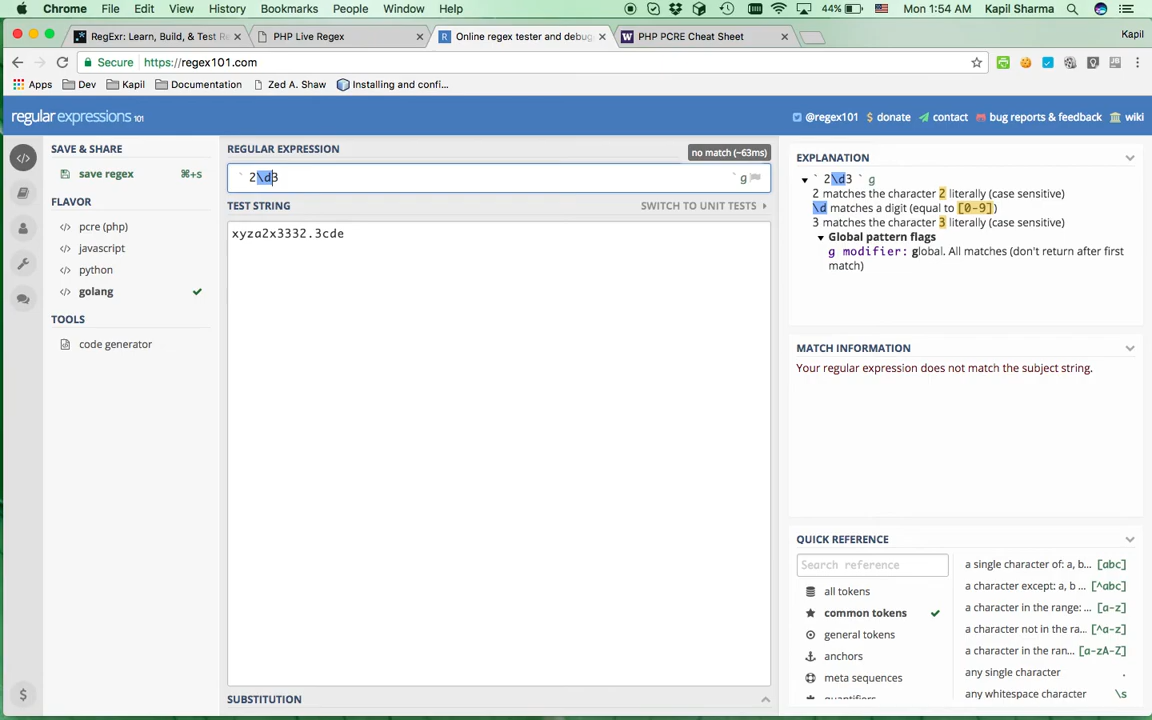 Chrome File Edit View History Bookmarks People Window Help 44% Mon 1:54 AM Kapil Sharma
RegExr: Learn, Build, & Test Re
PHP Live Regex
Online regex tester and debug
PHP PCRE Cheat Sheet
Kapil
Secure https://regex101.com
Apps Dev Kapil Documentation Zed A. Shaw Installing and confi...
regular expressions 101
@regex101 $ donate contact bug reports & feedback wiki
SAVE & SHARE
save regex ⌘+s
FLAVOR
</> pcre (php)
</> javascript
</> python
</> golang
TOOLS
code generator
$
REGULAR EXPRESSION
no match (~63ms)
` 2\d3 ` g
TEST STRING
SWITCH TO UNIT TESTS
xyza2x3332.3cde
SUBSTITUTION
EXPLANATION
` 2\d3 ` g
2 matches the character 2 literally (case sensitive)
\d matches a digit (equal to [0-9])
3 matches the character 3 literally (case sensitive)
Global pattern flags
g modifier: global. All matches (don't return after first
match)
MATCH INFORMATION
Your regular expression does not match the subject string.
QUICK REFERENCE
Search reference
all tokens
common tokens
general tokens
anchors
meta sequences
quantifiers
a single character of: a, b... [abc]
a character except: a, b ... [^abc]
a character in the range: ... [a-z]
a character not in the ra... [^a-z]
a character in the ran... [a-zA-Z]
any single character .
any whitespace character \s